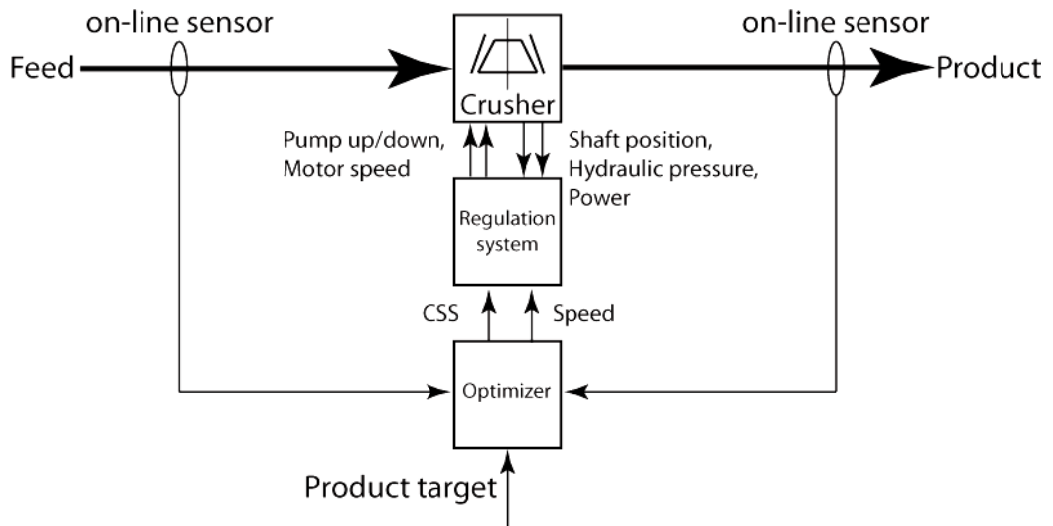 on-line sensor
on-line sensor
Feed
Product
Crusher
Pump up/down,
Motor speed
Shaft position,
Hydraulic pressure,
Power
Regulation
system
CSS
Speed
Optimizer
Product target